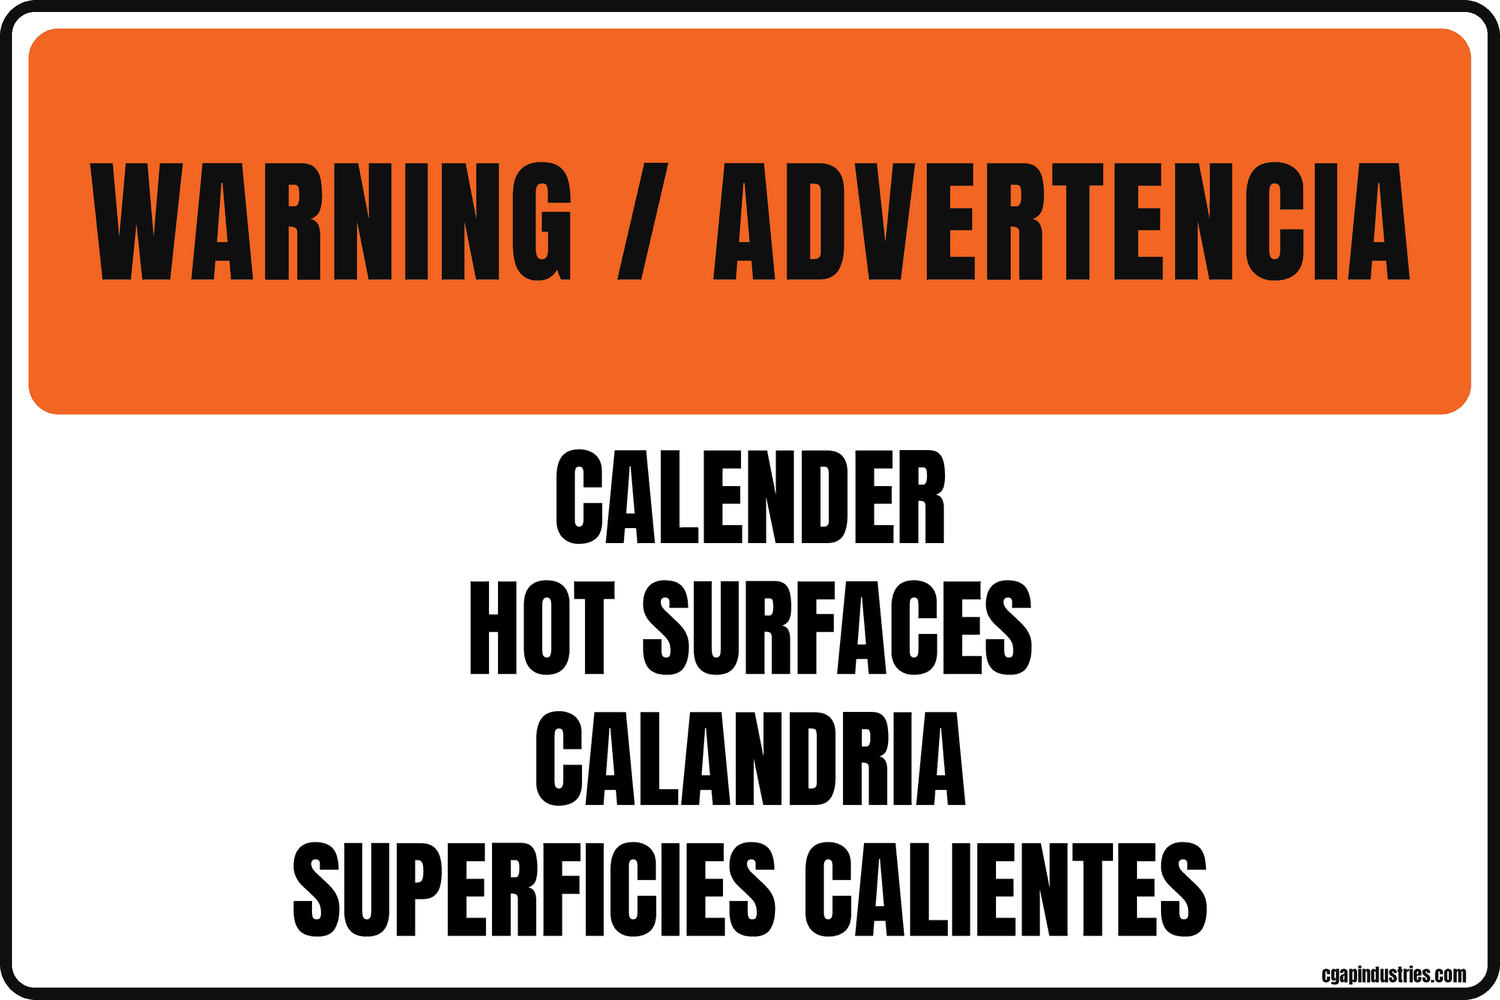 WARNING / ADVERTENCIA
CALENDER
HOT SURFACES
CALANDRIA
SUPERFICIES CALIENTES
cgapindustries.com